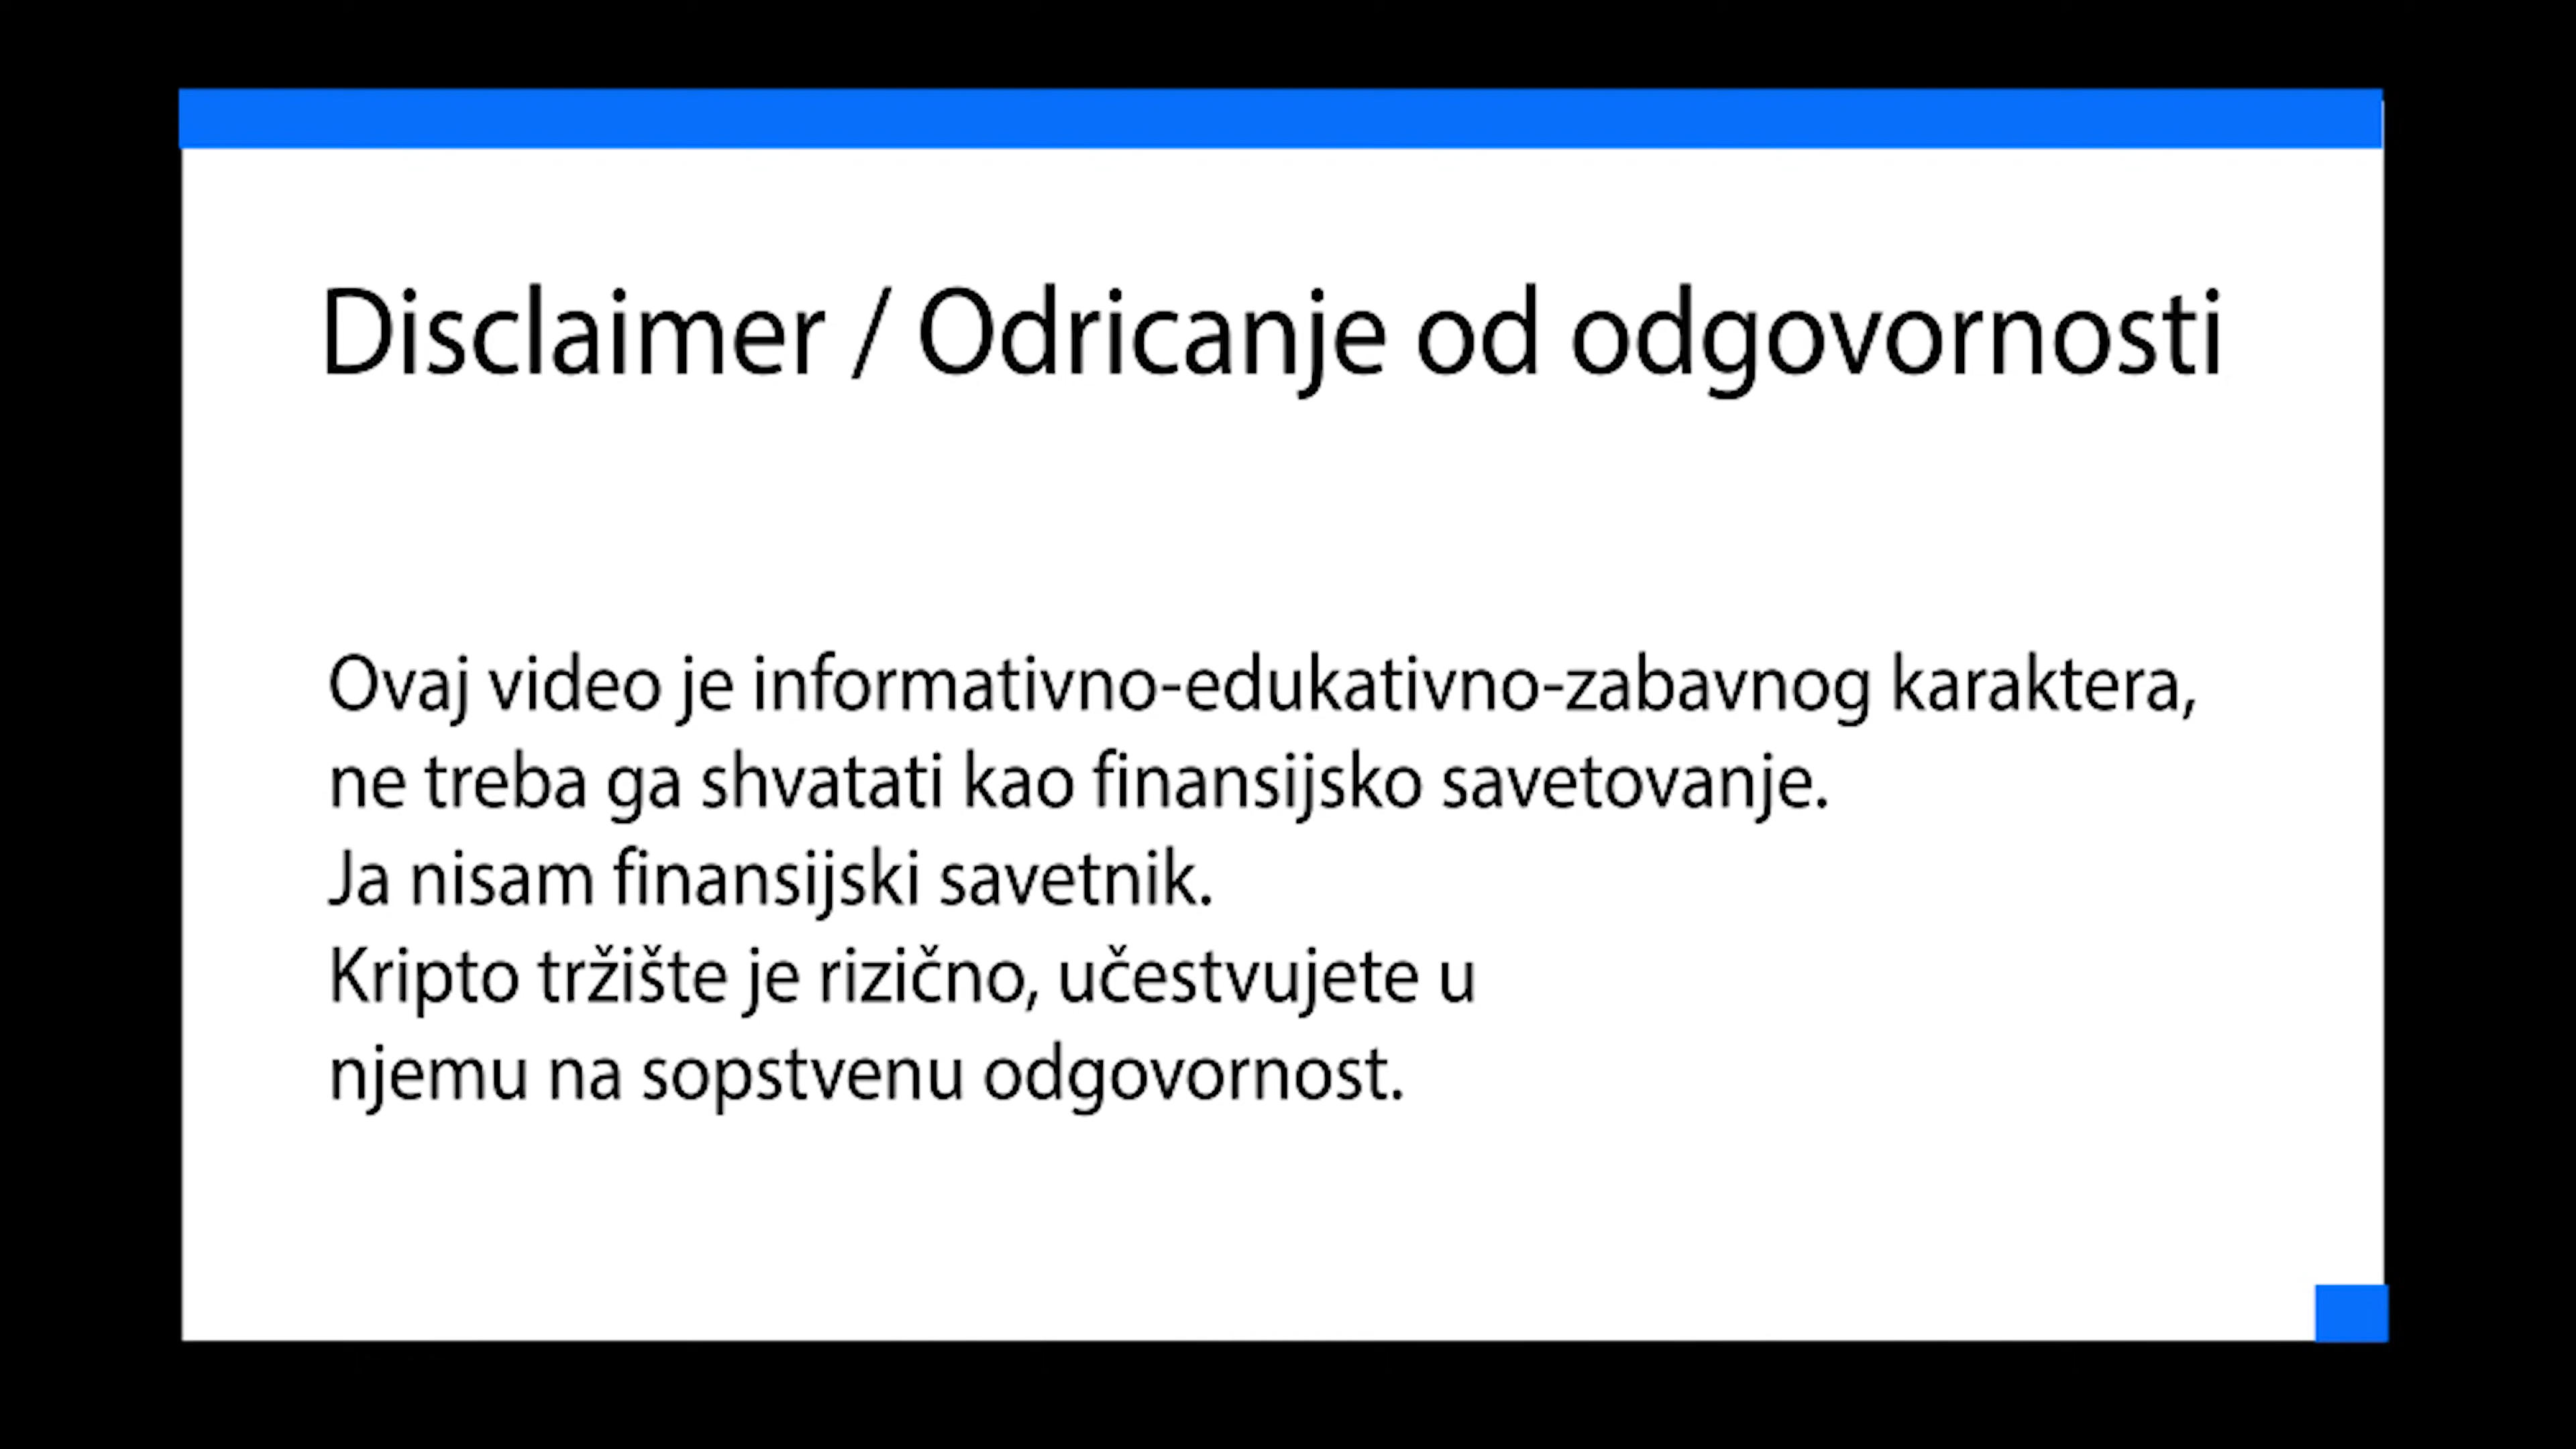 Disclaimer / Odricanje od odgovornosti
Ovaj video je informativno-edukativno-zabavnog karaktera,
ne treba ga shvatati kao finansijsko savetovanje.
Ja nisam finansijski savetnik.
Kripto tržište je rizično, učestvujete u
njemu na sopstvenu odgovornost.